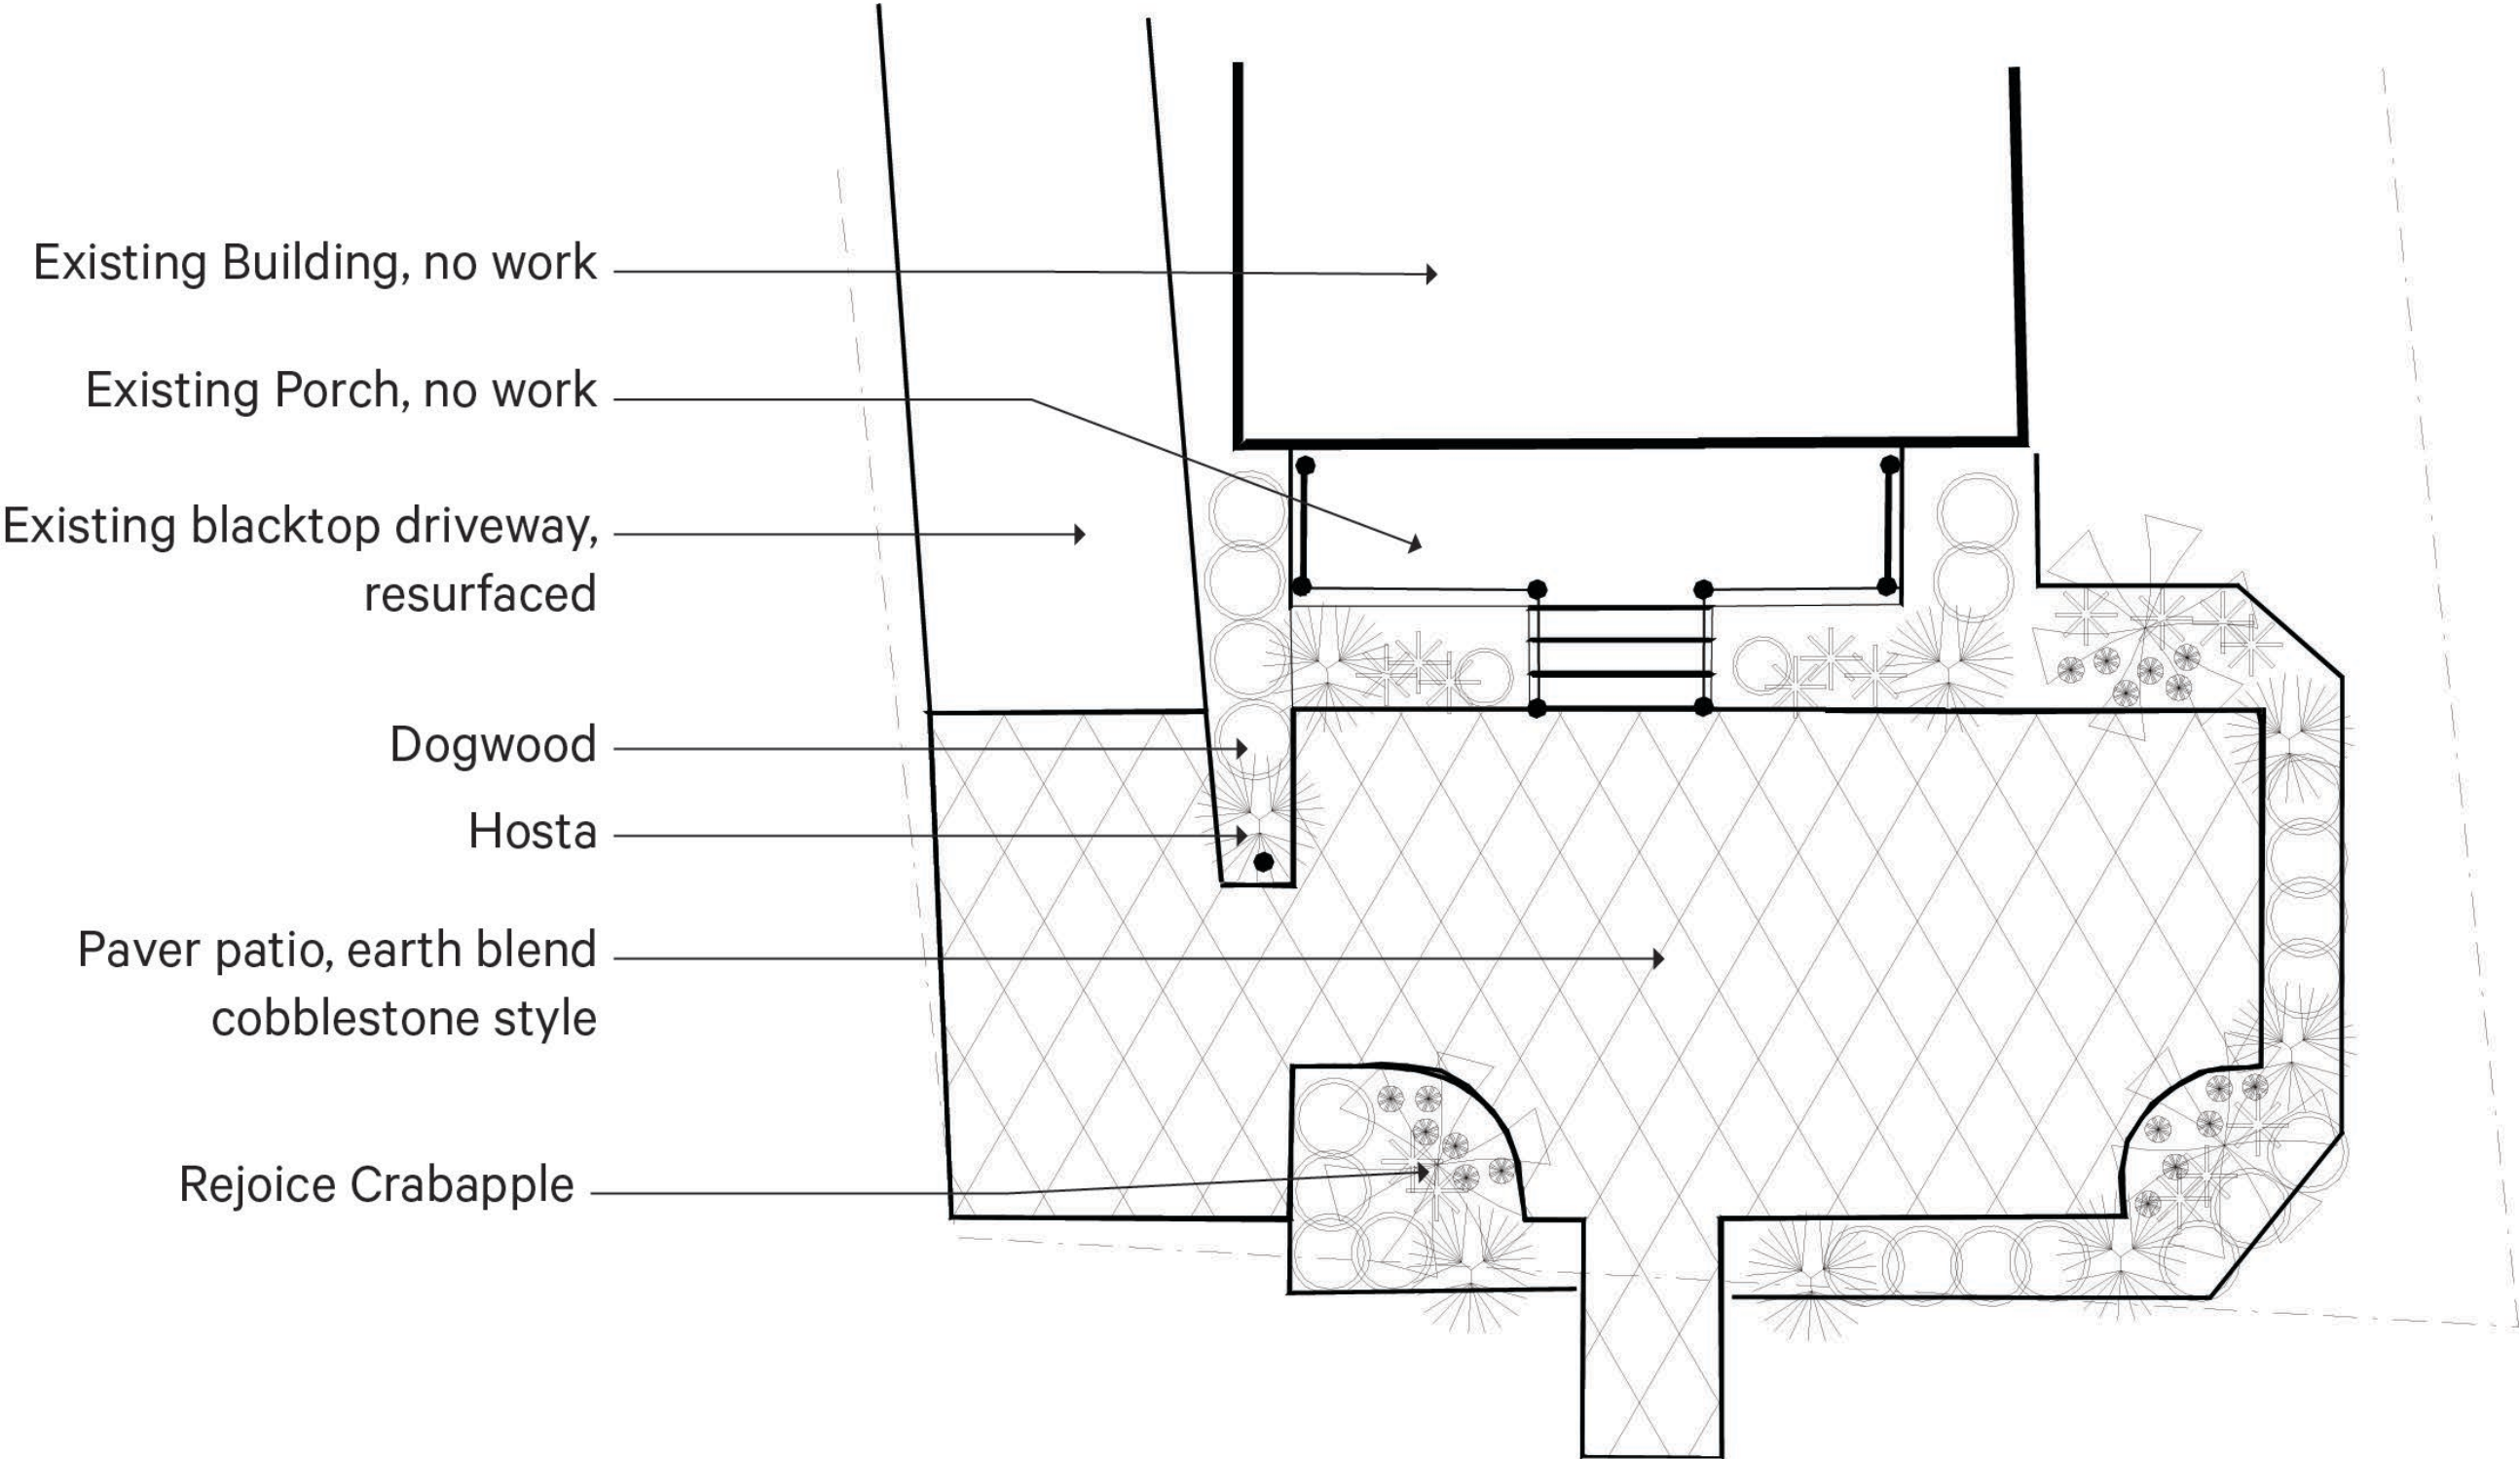 Existing Building, no work
Existing Porch, no work
Existing blacktop driveway,
resurfaced
Dogwood
Hosta
Paver patio, earth blend
cobblestone style
Rejoice Crabapple